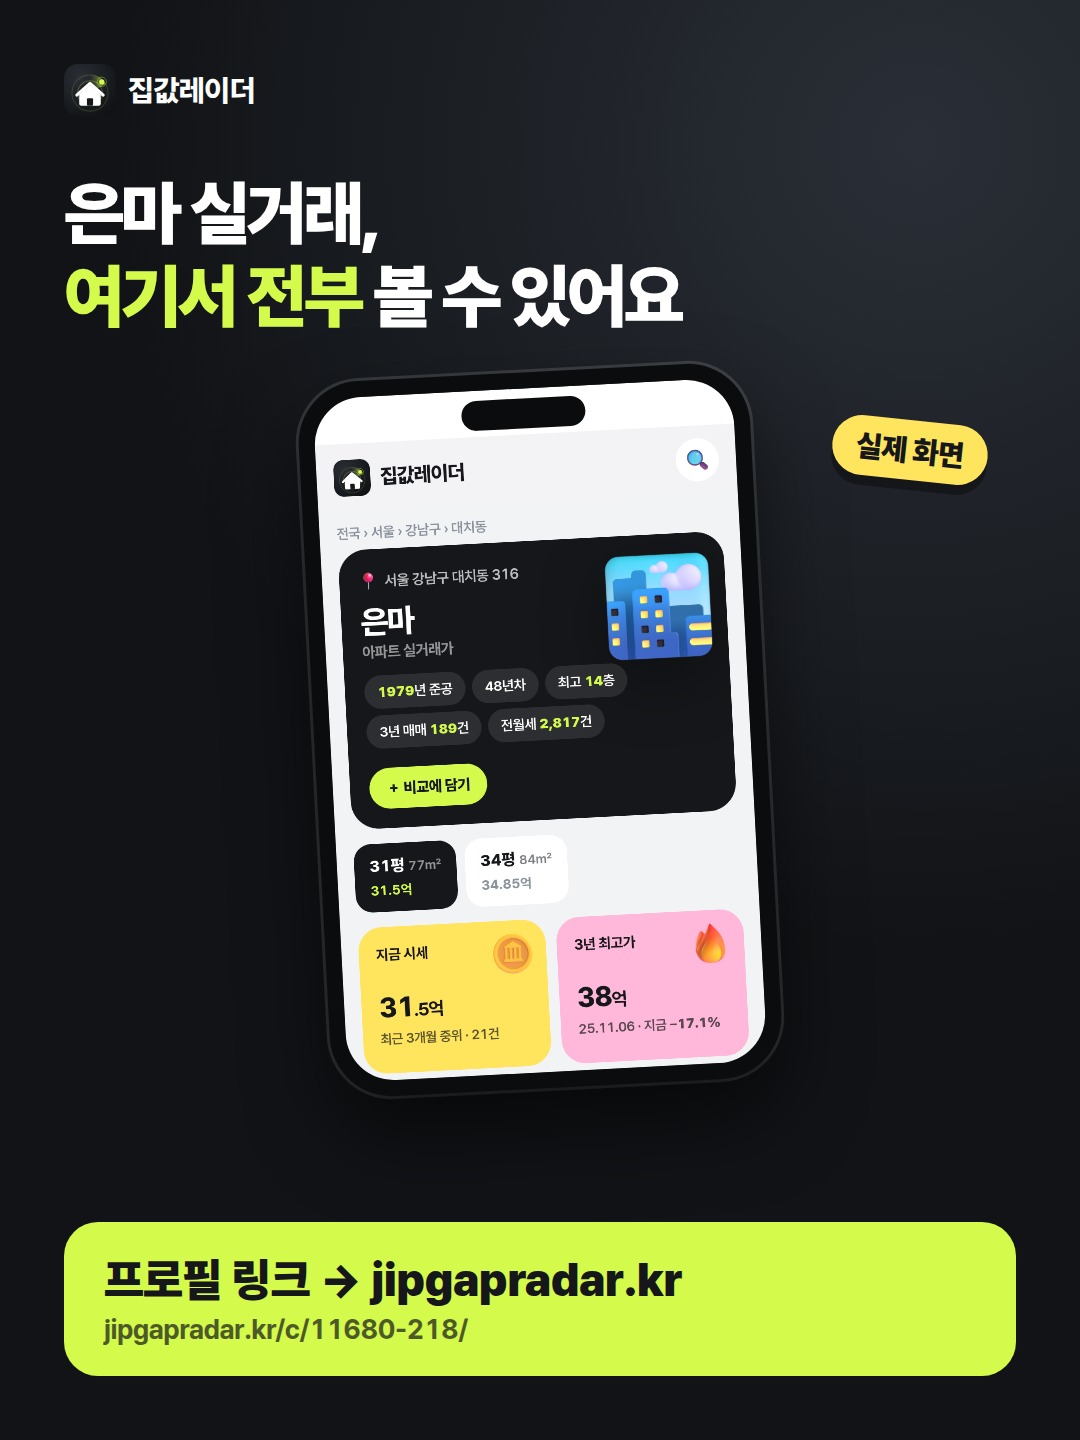 집값레이더
은마 실거래,
여기서 전부 볼 수 있어요
실제 화면
집값레이더
전국 › 서울 › 강남구 › 대치동
서울 강남구 대치동 316
은마
아파트 실거래가
1979년 준공
48년차
최고 14층
3년 매매 189건
전월세 2,817건
+ 비교에 담기
31평 77m²
31.5억
34평 84m²
34.85억
지금 시세
31.5억
최근 3개월 중위 · 21건
3년 최고가
38억
25.11.06 · 지금 −17.1%
프로필 링크 → jipgapradar.kr
jipgapradar.kr/c/11680-218/